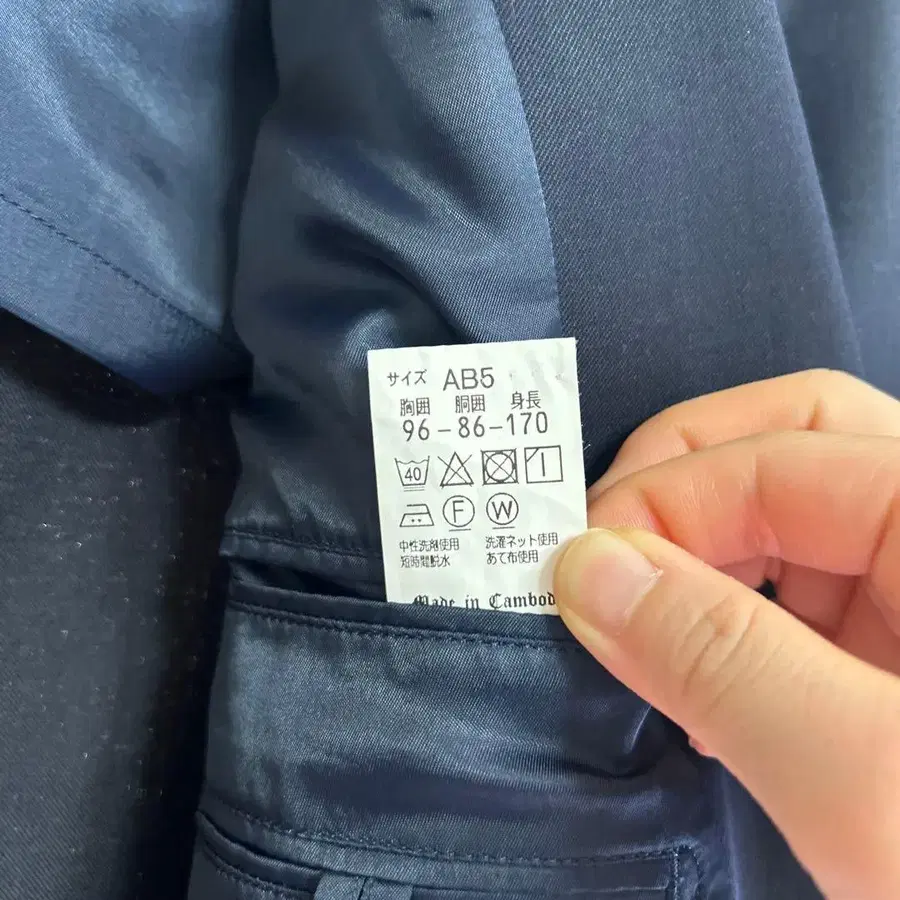 サイズ AB5
胸囲 胴囲 身長
96-86-170
40
F W
中性洗剤使用 洗濯ネット使用
短時間脱水 あて布使用
Made in